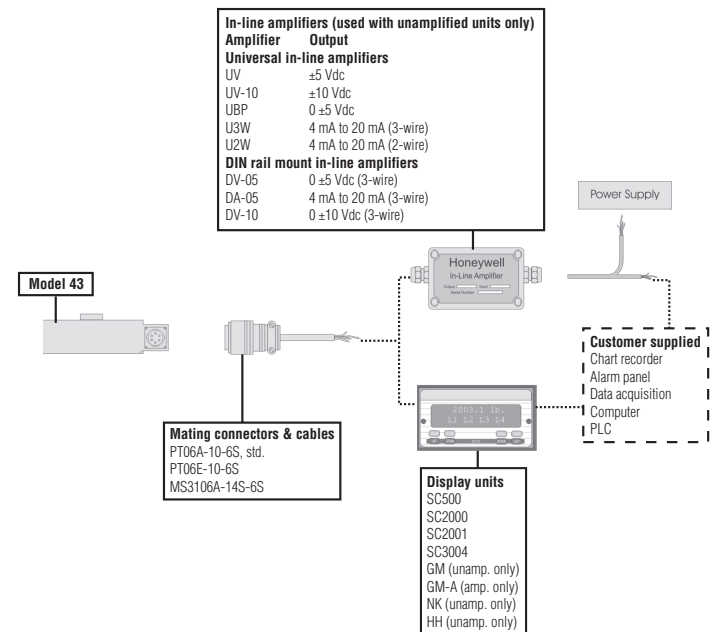 In-line amplifiers (used with unamplified units only)
Amplifier Output
Universal in-line amplifiers
UV ±5 Vdc
UV-10 ±10 Vdc
UBP 0 ±5 Vdc
U3W 4 mA to 20 mA (3-wire)
U2W 4 mA to 20 mA (2-wire)
DIN rail mount in-line amplifiers
DV-05 0 ±5 Vdc (3-wire)
DA-05 4 mA to 20 mA (3-wire)
DV-10 0 ±10 Vdc (3-wire)
Power Supply
Honeywell
In-Line Amplifier
Output Input
Serial Number
Model 43
Customer supplied
Chart recorder
Alarm panel
Data acquisition
Computer
PLC
2003.1 lb.
L1 L2 L3 L4
Mating connectors & cables
PT06A-10-6S, std.
PT06E-10-6S
MS3106A-14S-6S
Display units
SC500
SC2000
SC2001
SC3004
GM (unamp. only)
GM-A (amp. only)
NK (unamp. only)
HH (unamp. only)